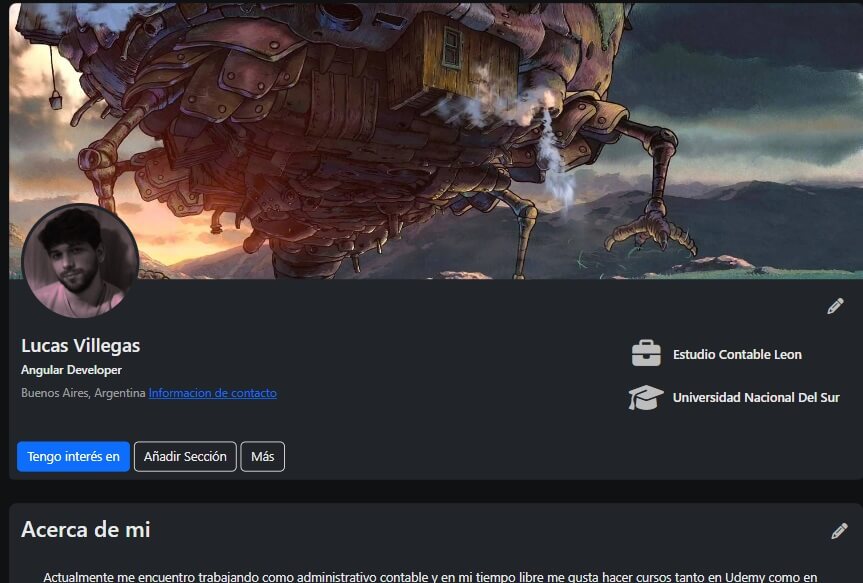 Lucas Villegas
Angular Developer
Buenos Aires, Argentina Informacion de contacto
Estudio Contable Leon
Universidad Nacional Del Sur
Tengo interés en
Añadir Sección
Más
Acerca de mi
Actualmente me encuentro trabajando como administrativo contable y en mi tiempo libre me gusta hacer cursos tanto en Udemy como en